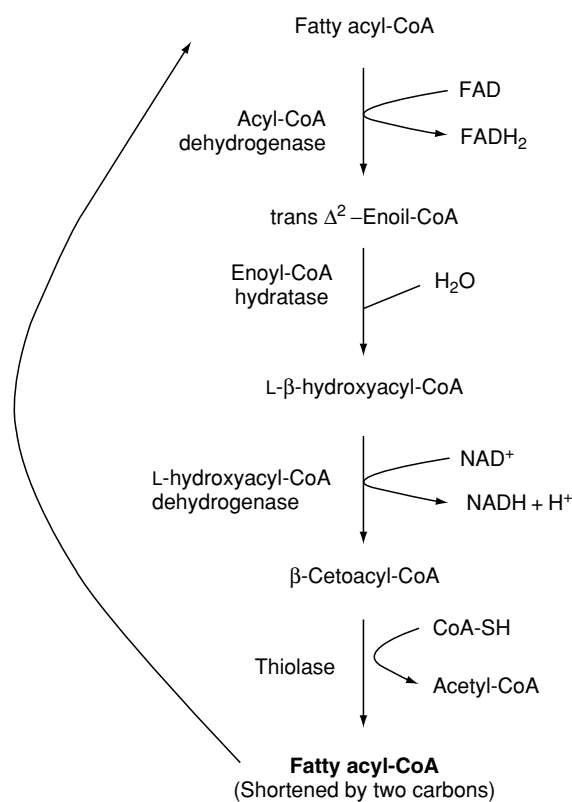 Fatty acyl-CoA
FAD
Acyl-CoA
dehydrogenase
FADH₂
trans Δ² –Enoil-CoA
Enoyl-CoA
hydratase
H₂O
L-β-hydroxyacyl-CoA
L-hydroxyacyl-CoA
dehydrogenase
NAD⁺
NADH + H⁺
β-Cetoacyl-CoA
CoA-SH
Thiolase
Acetyl-CoA
Fatty acyl-CoA
(Shortened by two carbons)